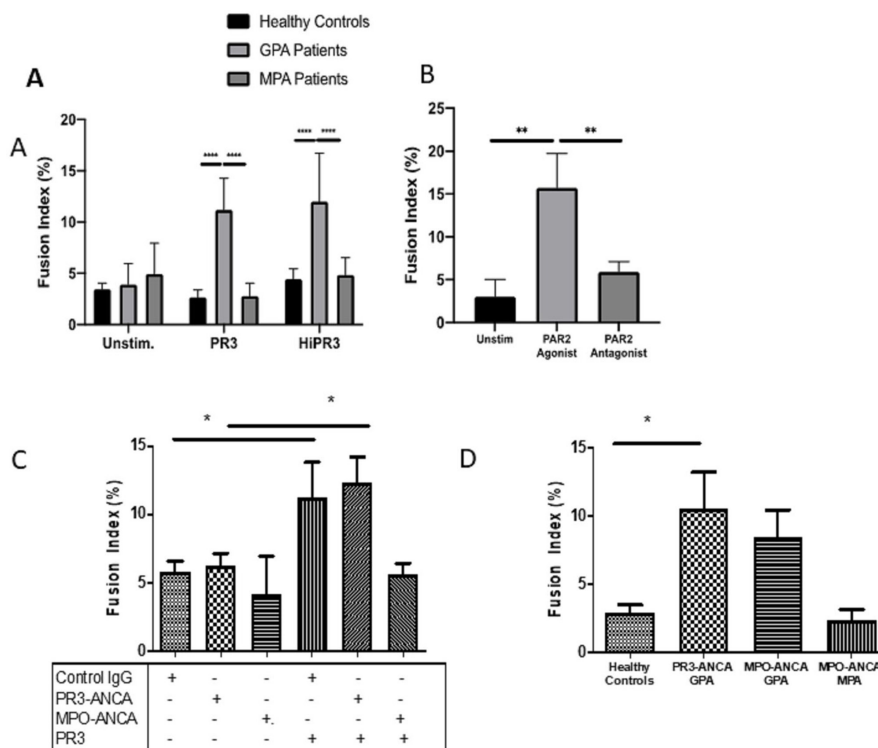 Healthy Controls
GPA Patients
MPA Patients
A
A
Fusion Index (%)
20
15
10
5
0
**** ****
**** ****
Unstim. PR3 HiPR3
B
Fusion Index (%)
25
20
15
10
5
0
** **
Unstim PAR2 Agonist PAR2 Antagonist
C
Fusion Index (%)
15
10
5
0
* *
Control IgG + - - + - -
PR3-ANCA - + - - + -
MPO-ANCA - - +. - - +
PR3 - - - + + +
D
Fusion Index (%)
15
10
5
0
*
Healthy Controls PR3-ANCA GPA MPO-ANCA GPA MPO-ANCA MPA